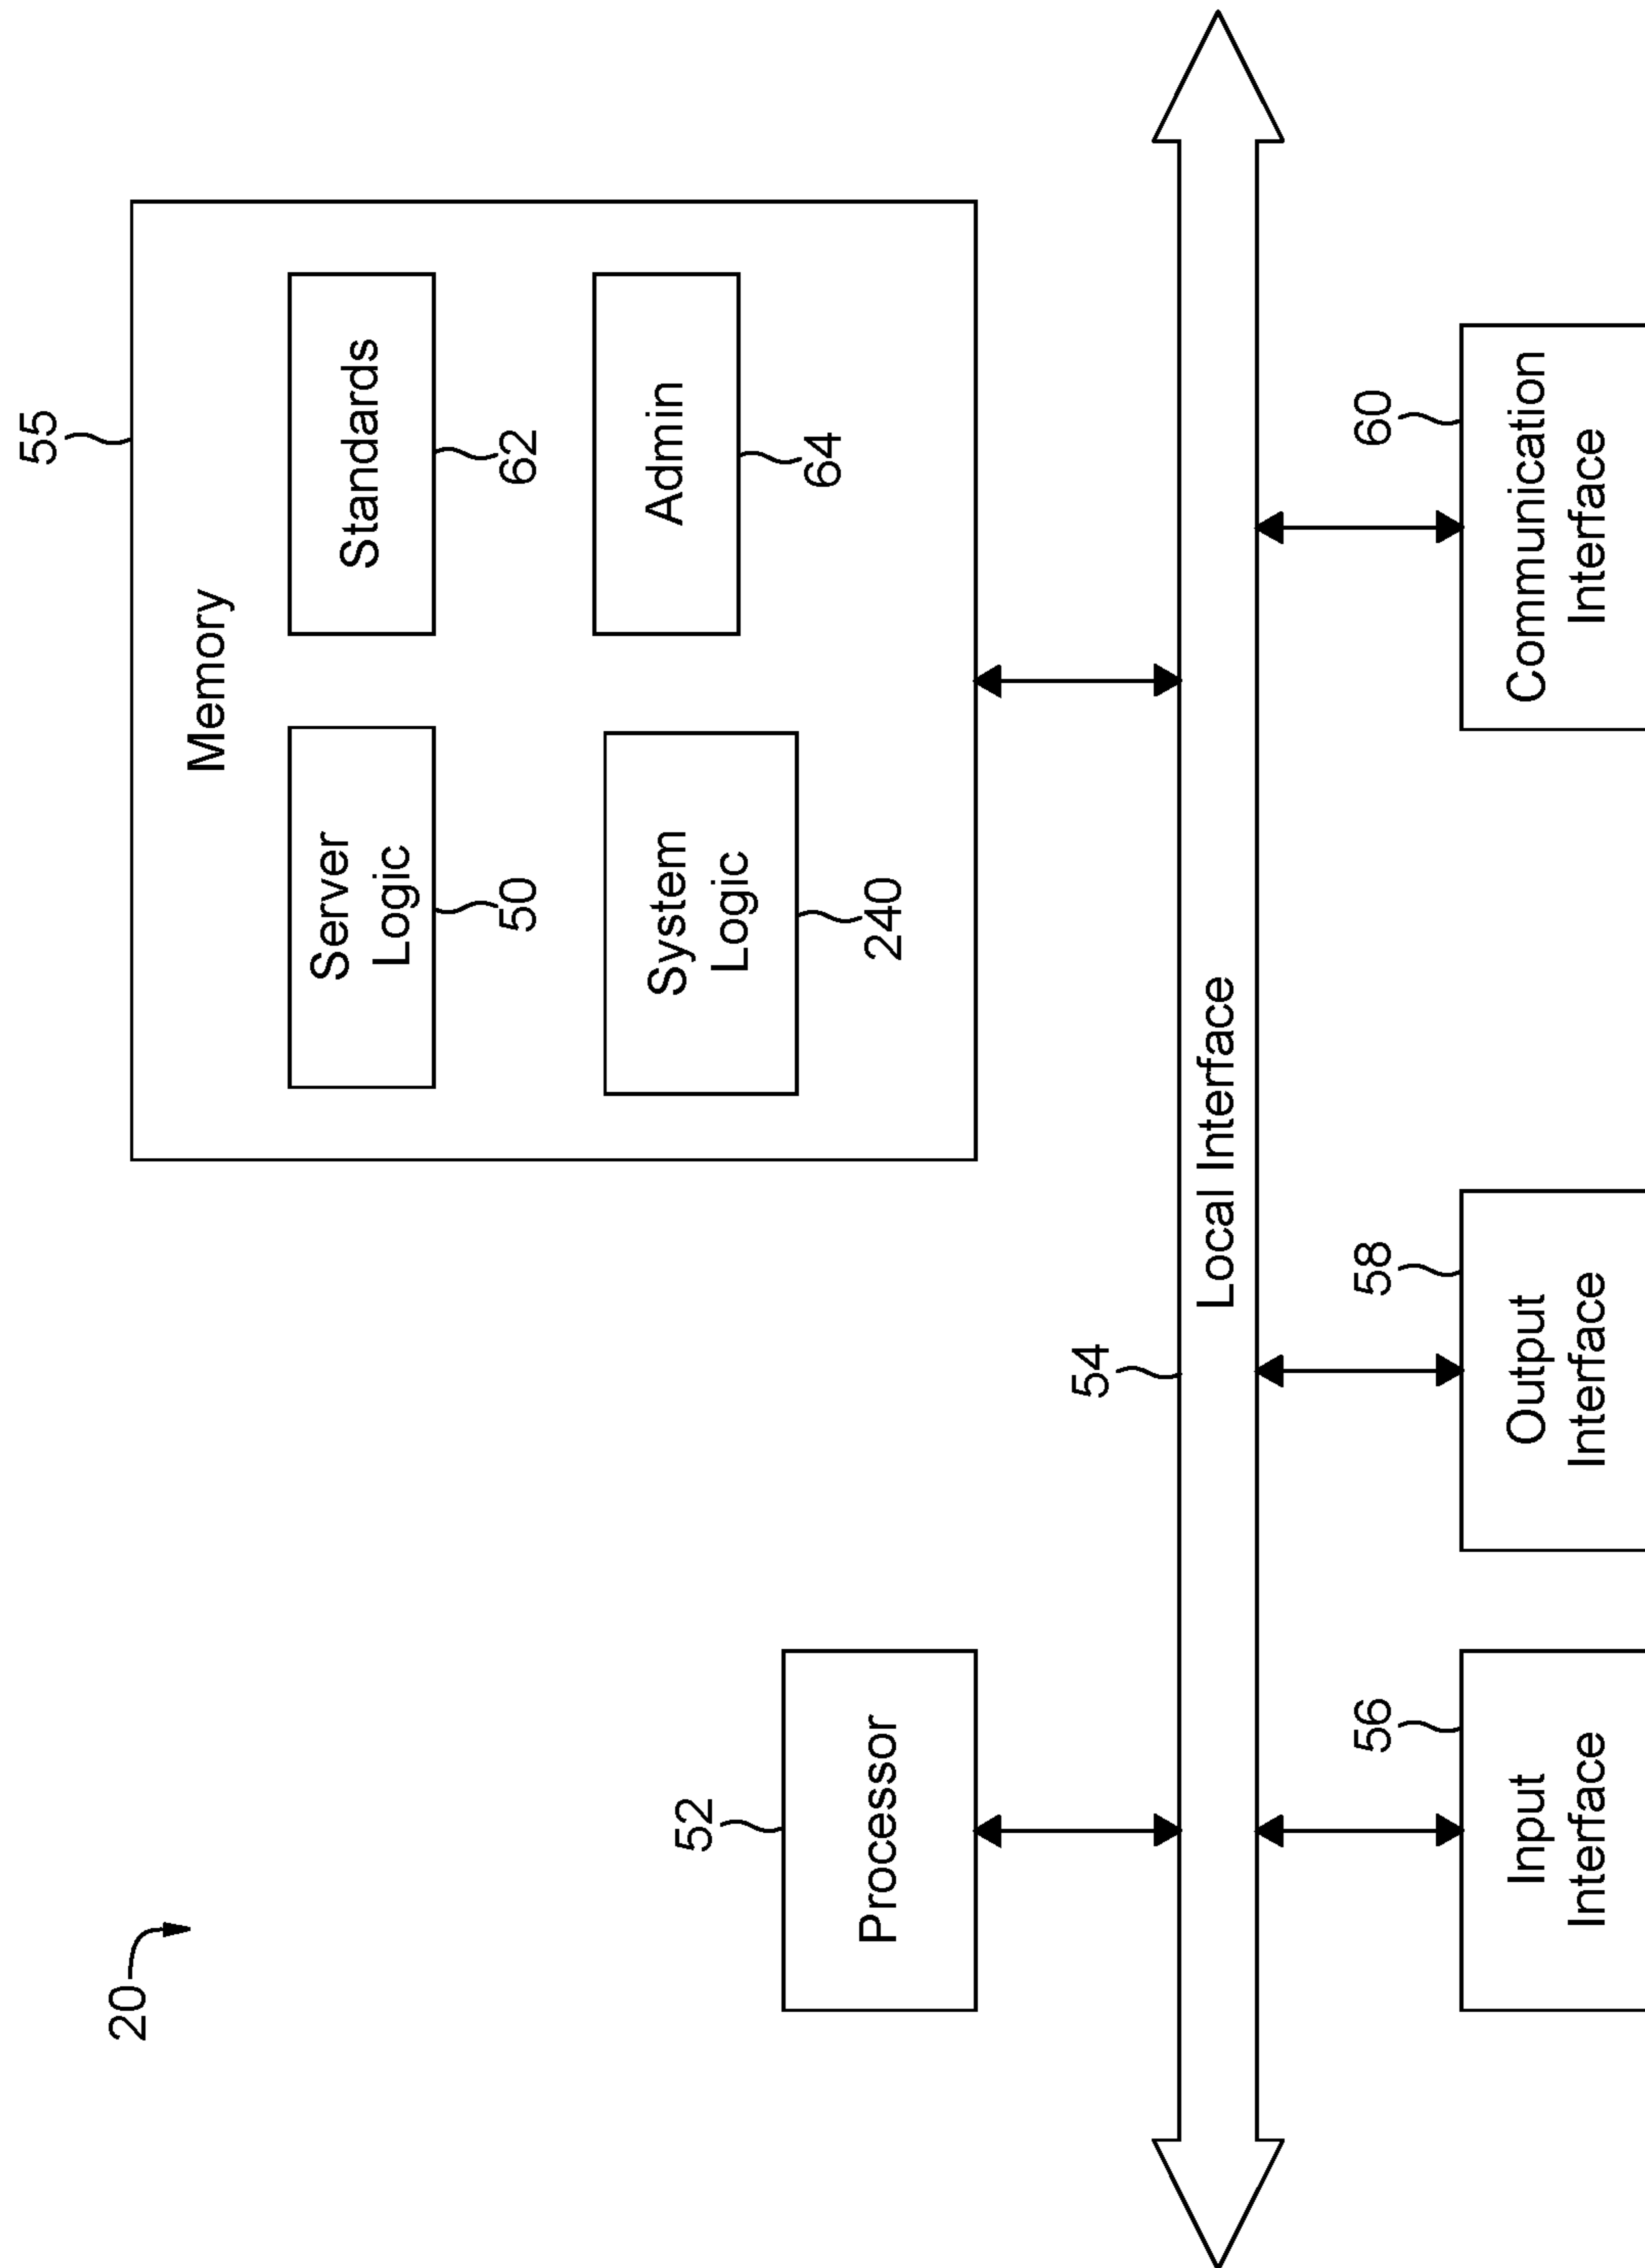 20
55
Memory
Server
Logic
50
Standards
62
System
Logic
240
Admin
64
52
Processor
54
Local Interface
56
Input
Interface
58
Output
Interface
60
Communication
Interface